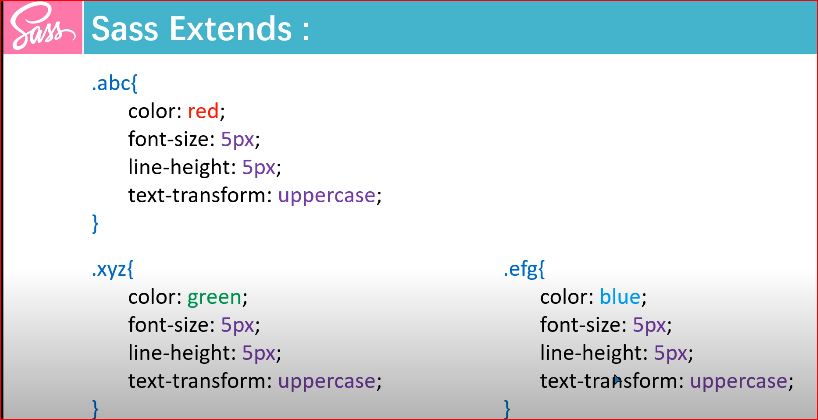 Sass
Sass Extends :
.abc{
color: red;
font-size: 5px;
line-height: 5px;
text-transform: uppercase;
}
.xyz{
color: green;
font-size: 5px;
line-height: 5px;
text-transform: uppercase;
}
.efg{
color: blue;
font-size: 5px;
line-height: 5px;
text-transform: uppercase;
}